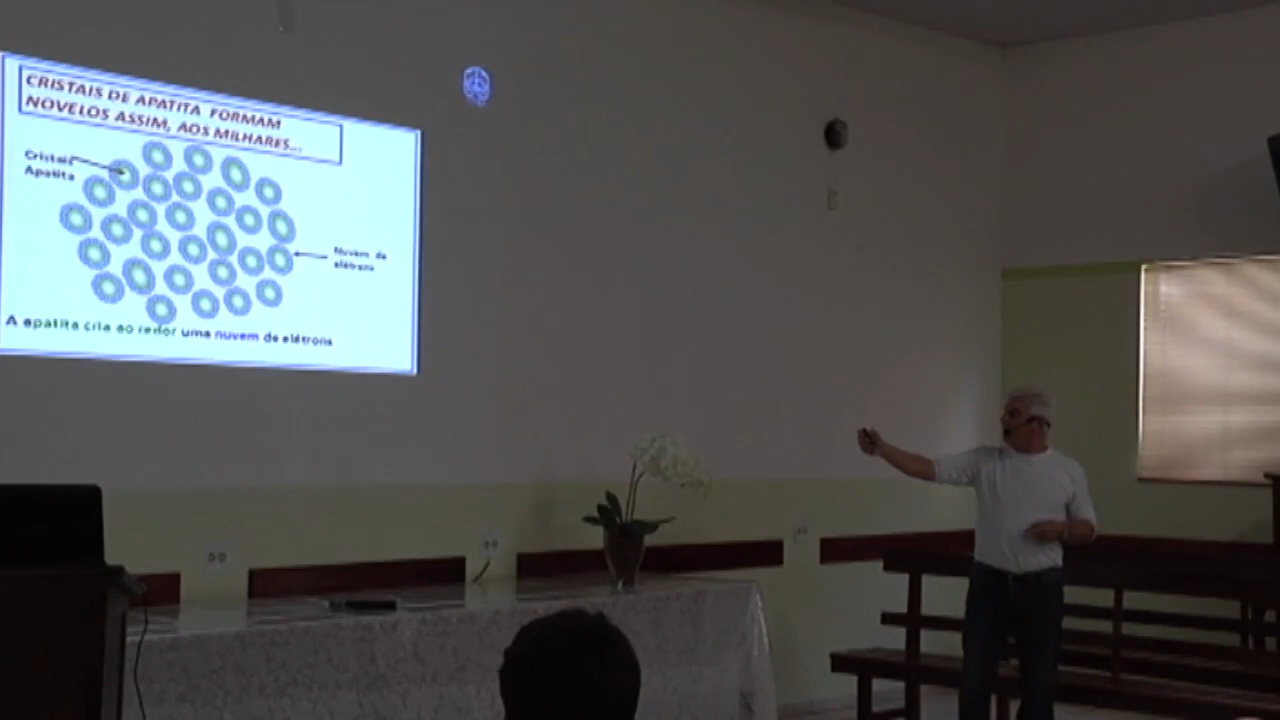 CRISTAIS DE APATITA FORMAM
NOVELOS ASSIM, AOS MILHARES...
Cristais
Apatita
Nuvem de
elétrons
A apatita cria ao redor uma nuvem de elétrons